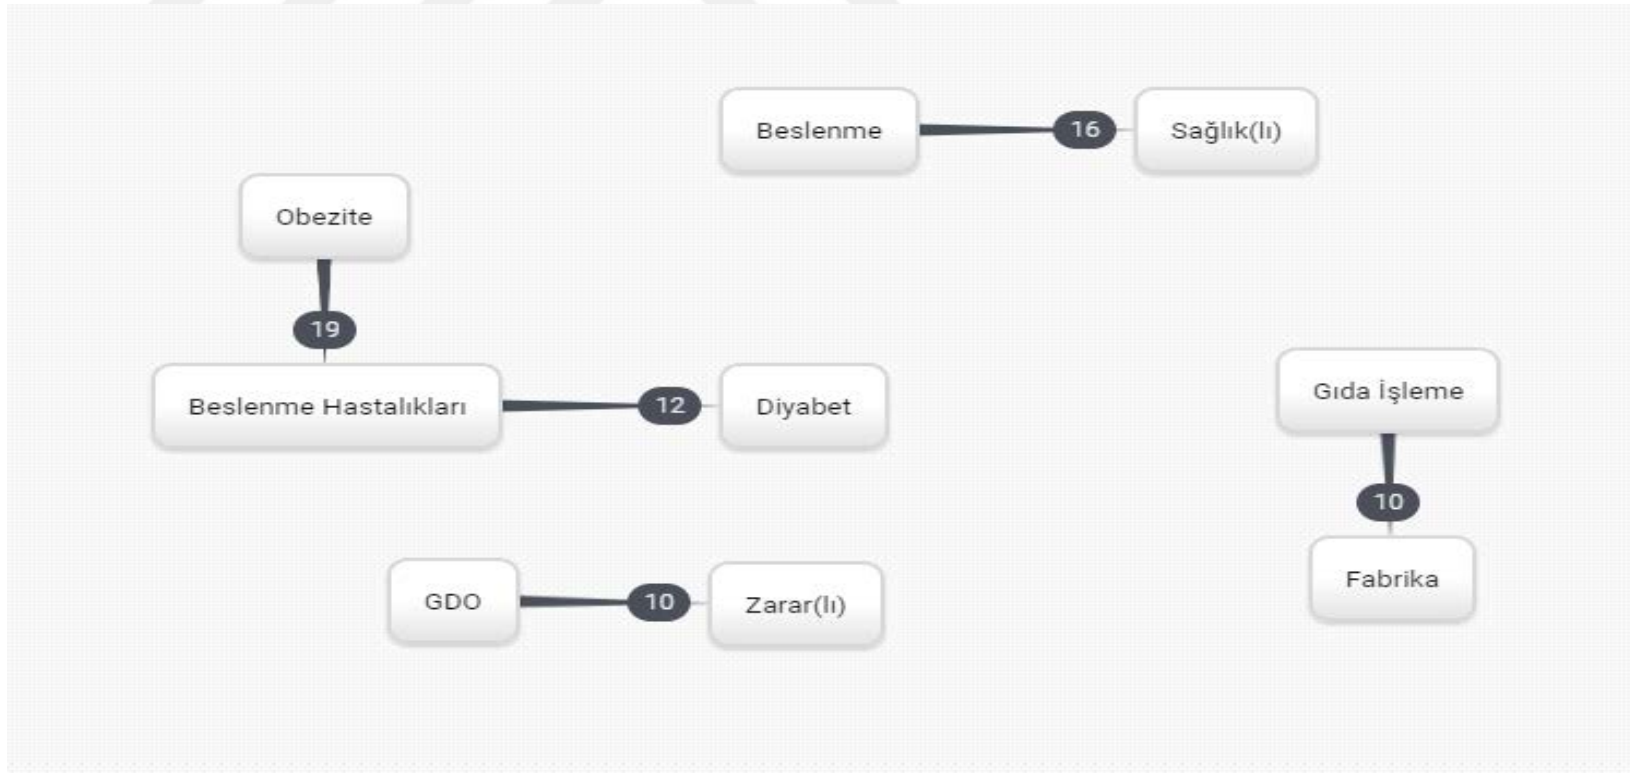 Beslenme
16
Sağlık(lı)
Obezite
19
Beslenme Hastalıkları
12
Diyabet
Gıda İşleme
10
Fabrika
GDO
10
Zarar(lı)